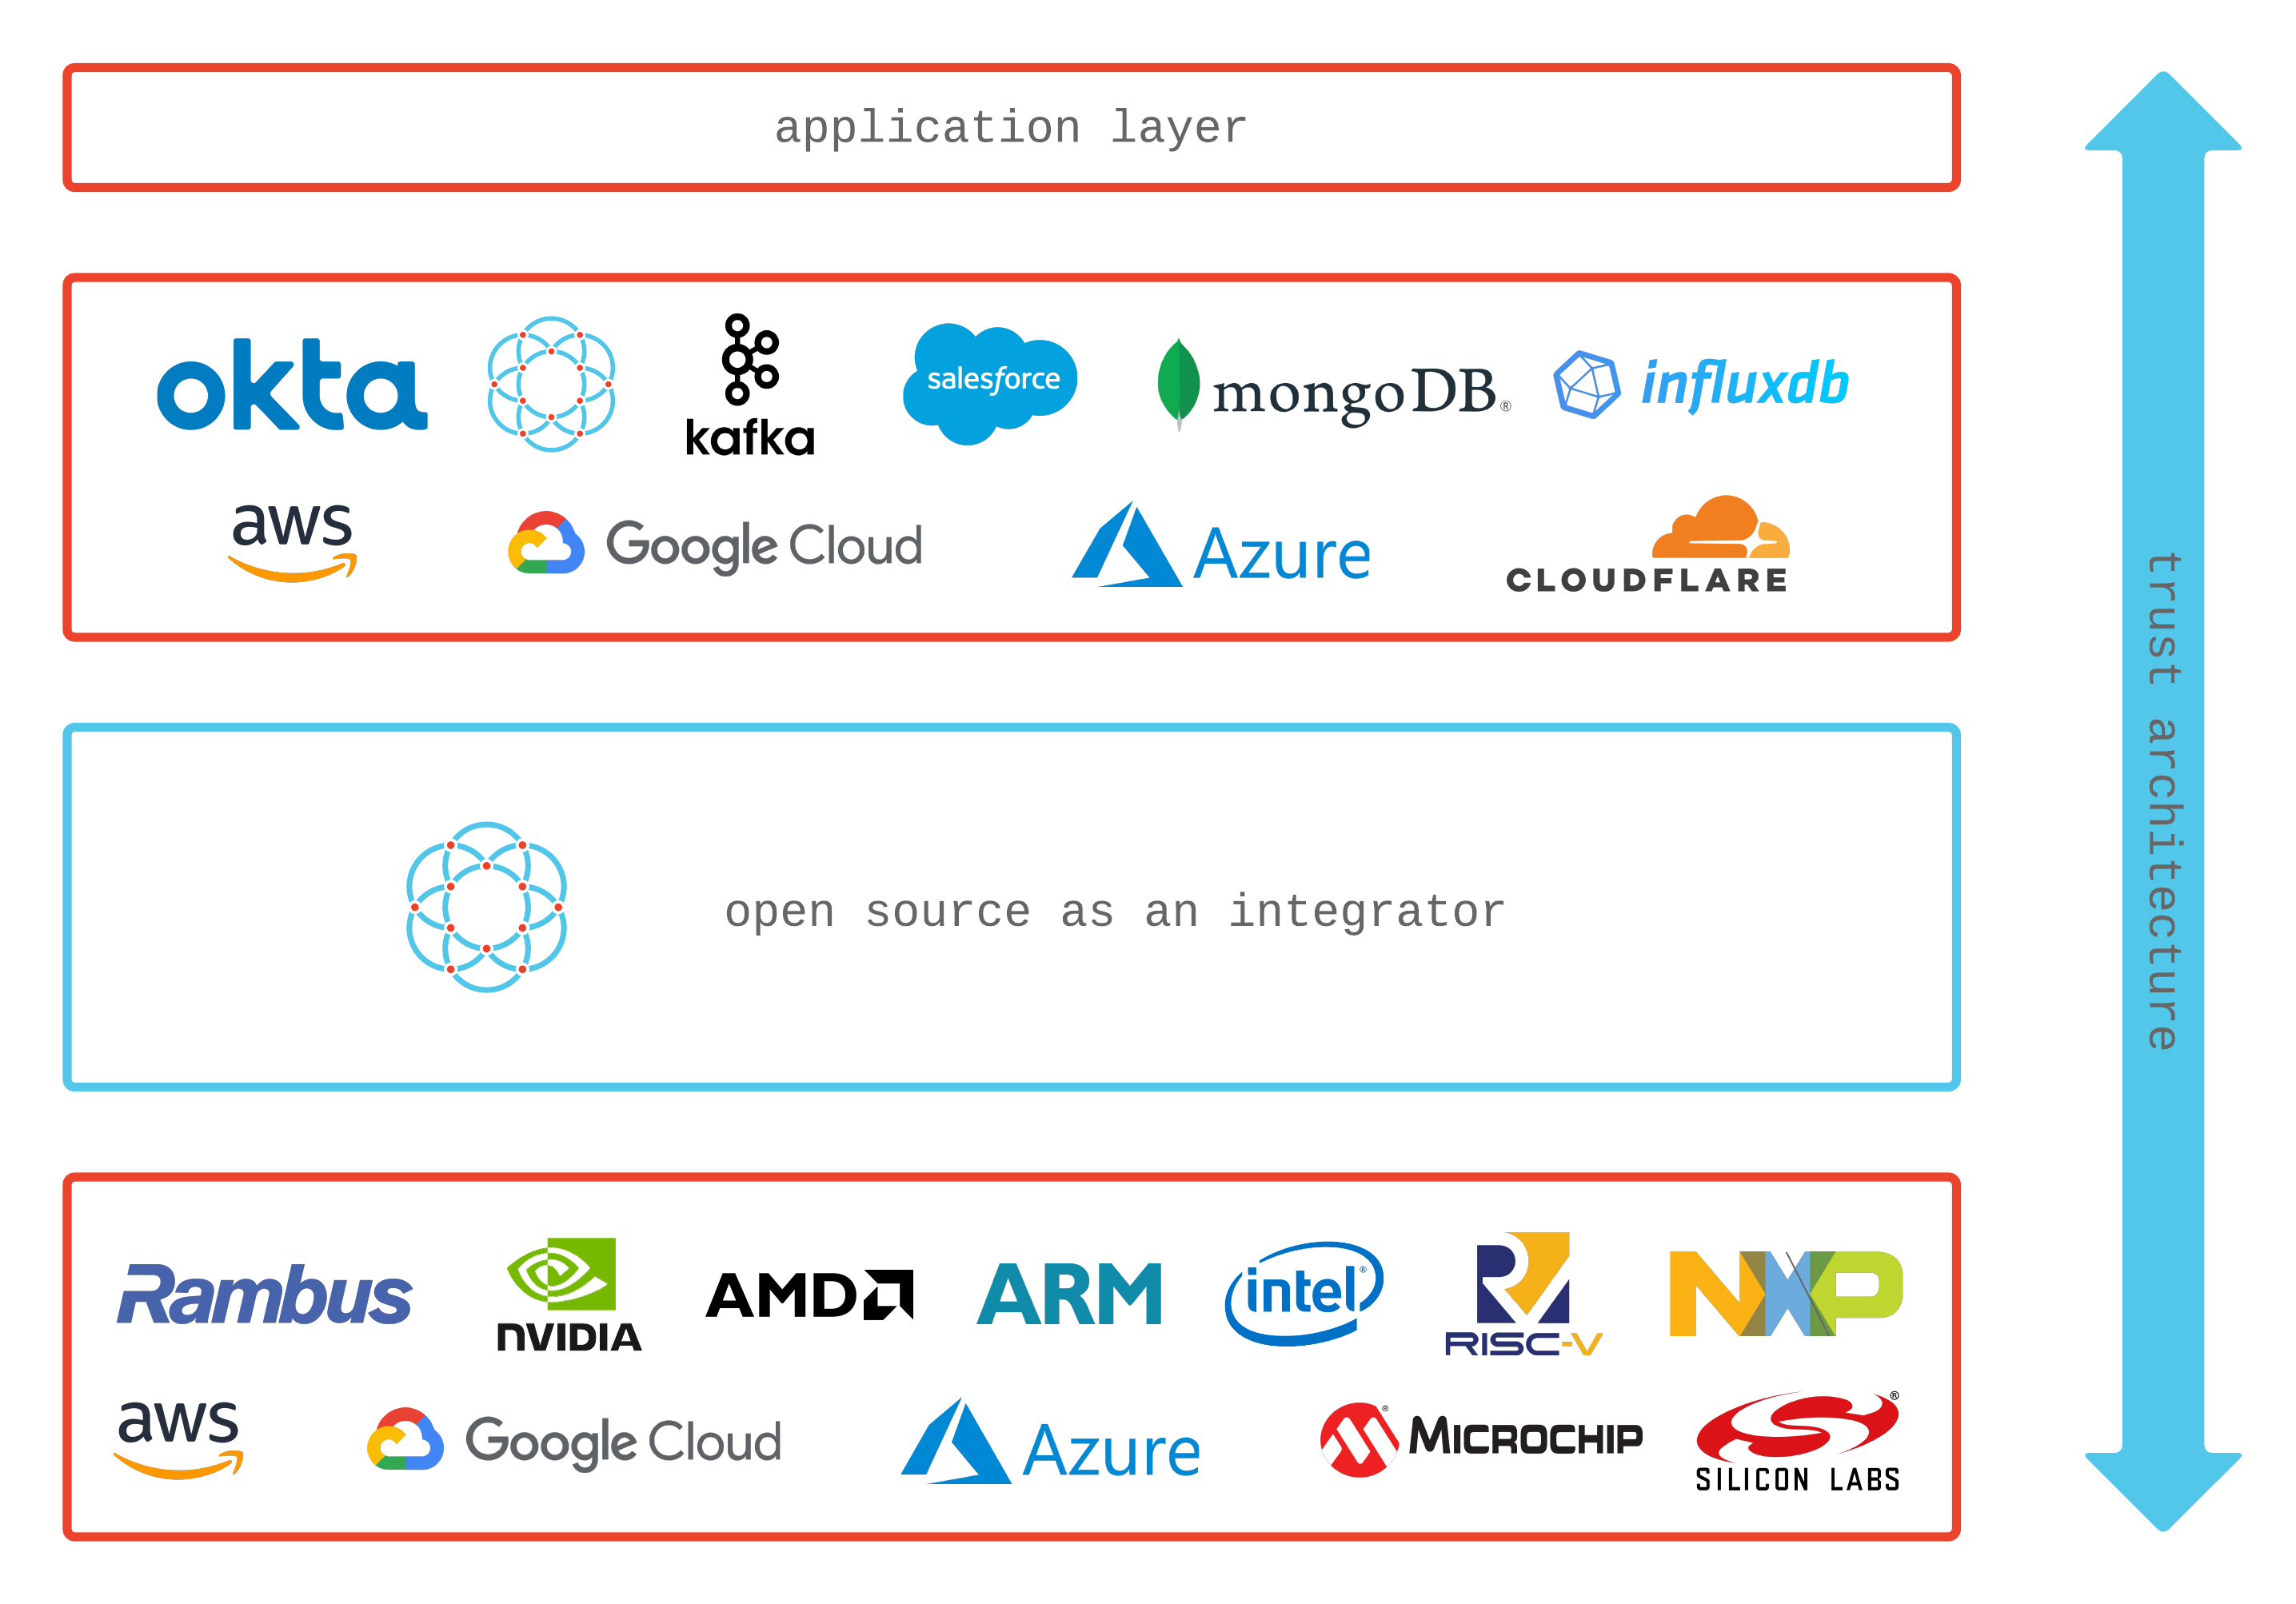 application layer
okta
kafka
salesforce
mongoDB®
influxdb
aws
Google Cloud
Azure
CLOUDFLARE
open source as an integrator
Rambus
NVIDIA
AMD
ARM
intel®
RISC-V
NXP
aws
Google Cloud
Azure
MICROCHIP®
SILICON LABS®
trust architecture